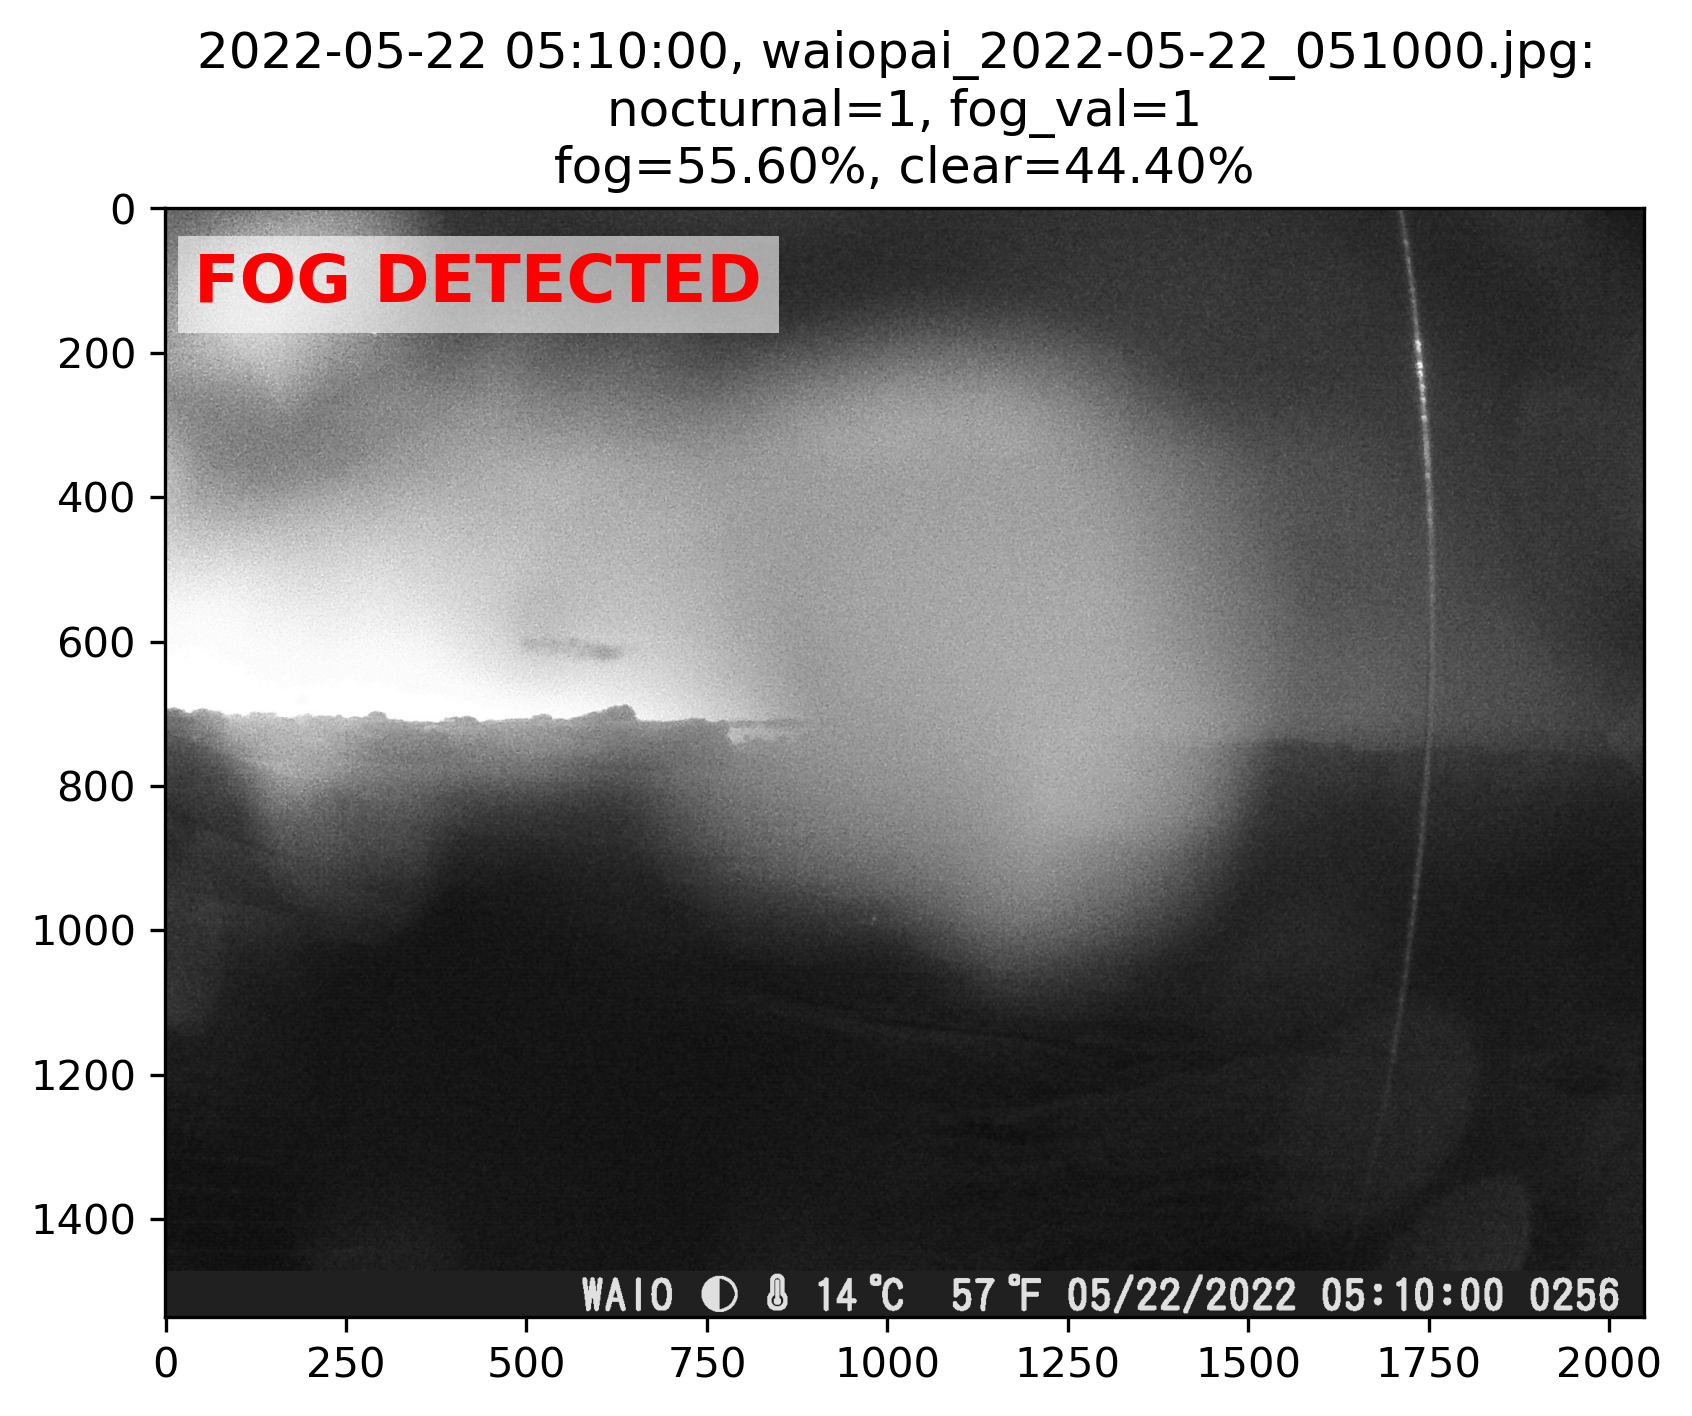 2022-05-22 05:10:00, waiopai_2022-05-22_051000.jpg:
nocturnal=1, fog_val=1
fog=55.60%, clear=44.40%
FOG DETECTED
0
200
400
600
800
1000
1200
1400
WAIO 14°C 57°F 05/22/2022 05:10:00 0256
0 250 500 750 1000 1250 1500 1750 2000